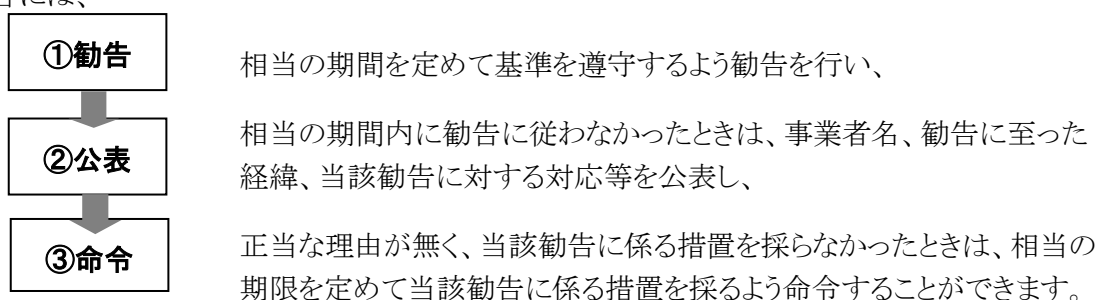 ①勧告
相当の期間を定めて基準を遵守するよう勧告を行い、
②公表
相当の期間内に勧告に従わなかったときは、事業者名、勧告に至った
経緯、当該勧告に対する対応等を公表し、
③命令
正当な理由が無く、当該勧告に係る措置を採らなかったときは、相当の
期限を定めて当該勧告に係る措置を採るよう命令することができます。